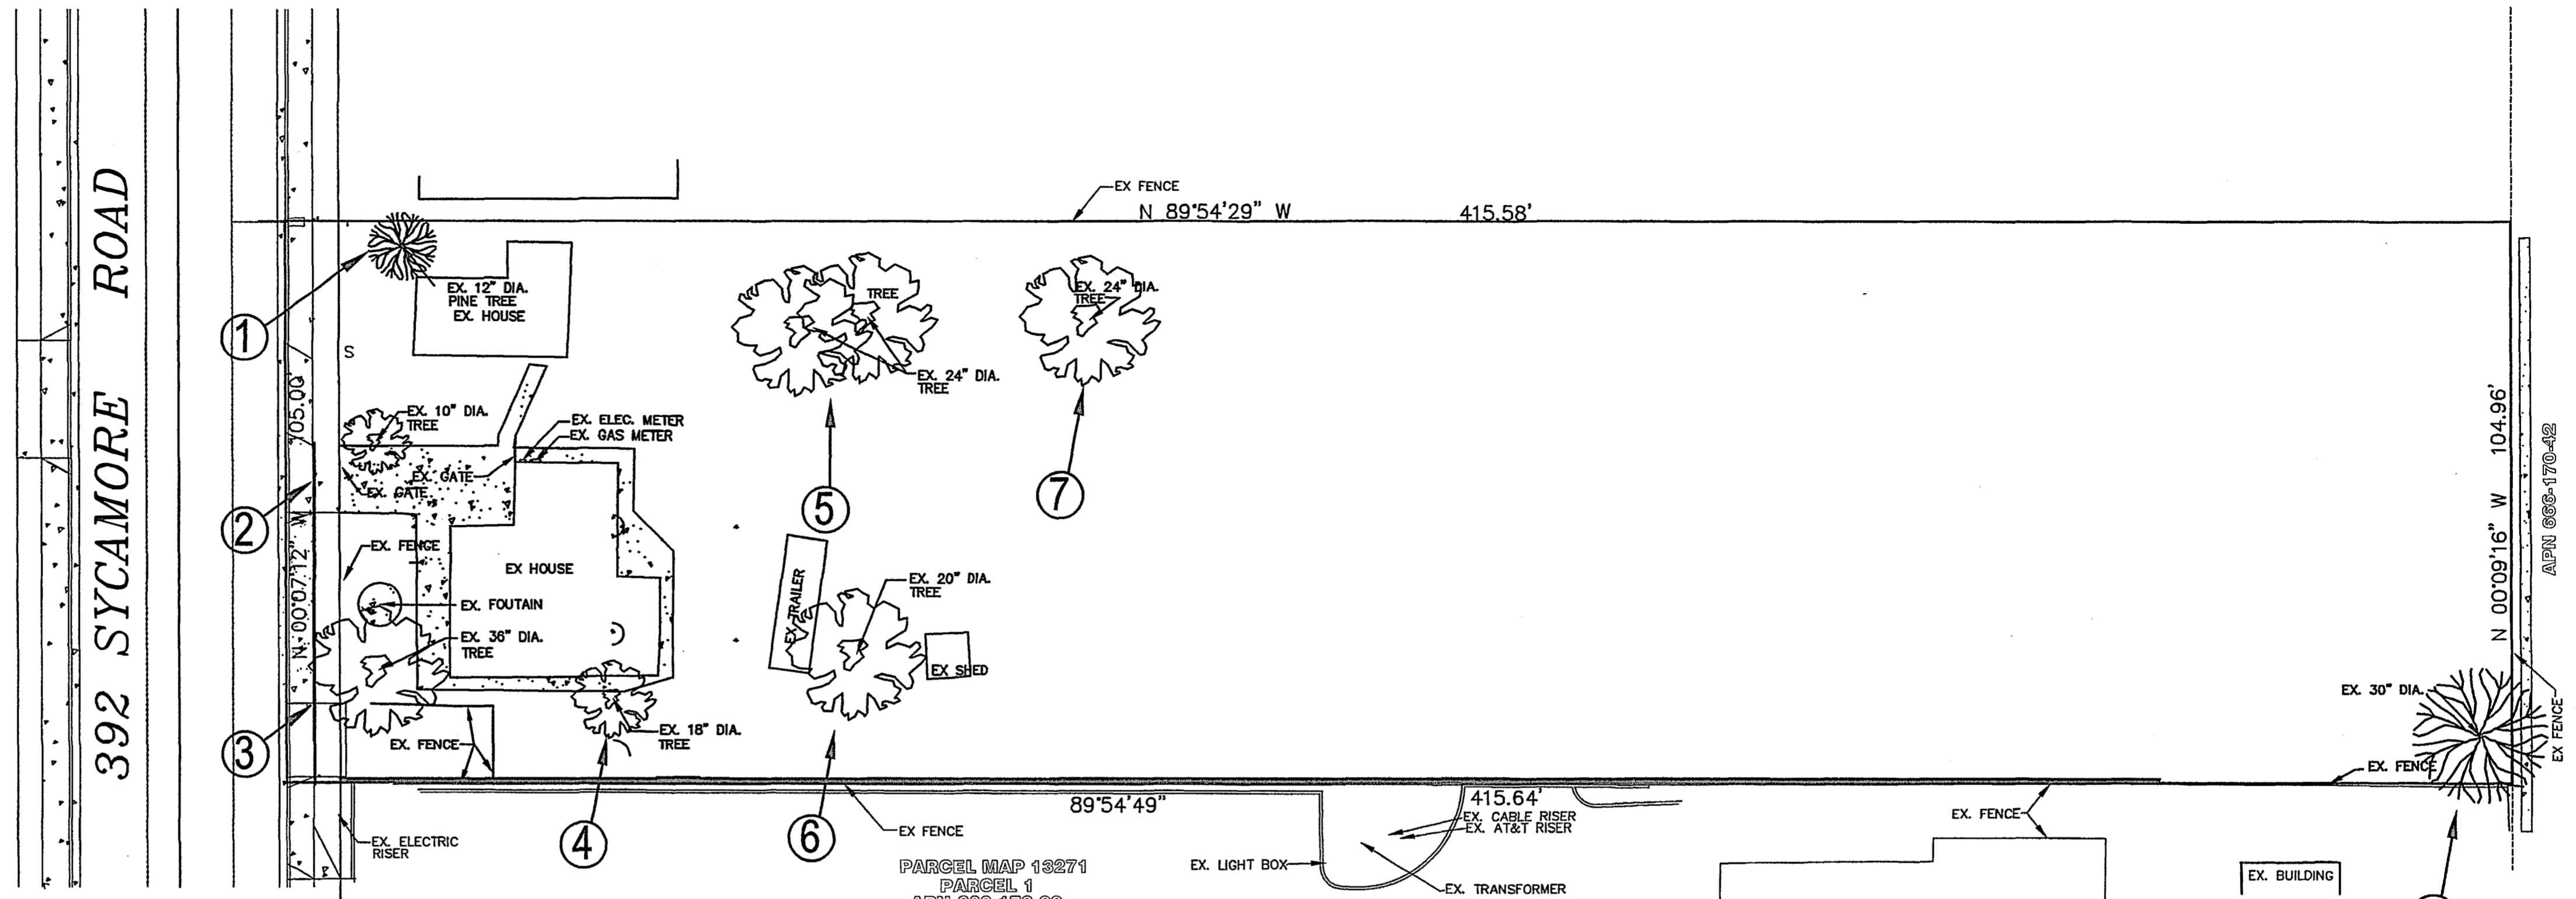 392 SYCAMORE ROAD
EX FENCE
N 89°54'29" W 415.58'
1
EX. 12" DIA.
PINE TREE
EX. HOUSE
S
TREE
EX. 24" DIA.
TREE
EX. 24" DIA.
TREE
105.00'
N 00°07'12" W
EX. 10" DIA.
TREE
EX. ELEC. METER
EX. GAS METER
EX. GATE
EX. GATE
2
5
7
EX. FENCE
EX HOUSE
EX. FOUTAIN
EX. 36" DIA.
TREE
EX TRAILER
EX. 20" DIA.
TREE
EX SHED
N 00°09'16" W 104.96'
APN 666-170-42
EX. 30" DIA.
EX FENCE
3
EX. FENCE
EX. 18" DIA.
TREE
EX. FENCE
4
6
89°54'49"
415.64'
EX FENCE
EX. ELECTRIC
RISER
EX. CABLE RISER
EX. AT&T RISER
EX. LIGHT BOX
EX. TRANSFORMER
EX. FENCE
EX. BUILDING
PARCEL MAP 13271
PARCEL 1